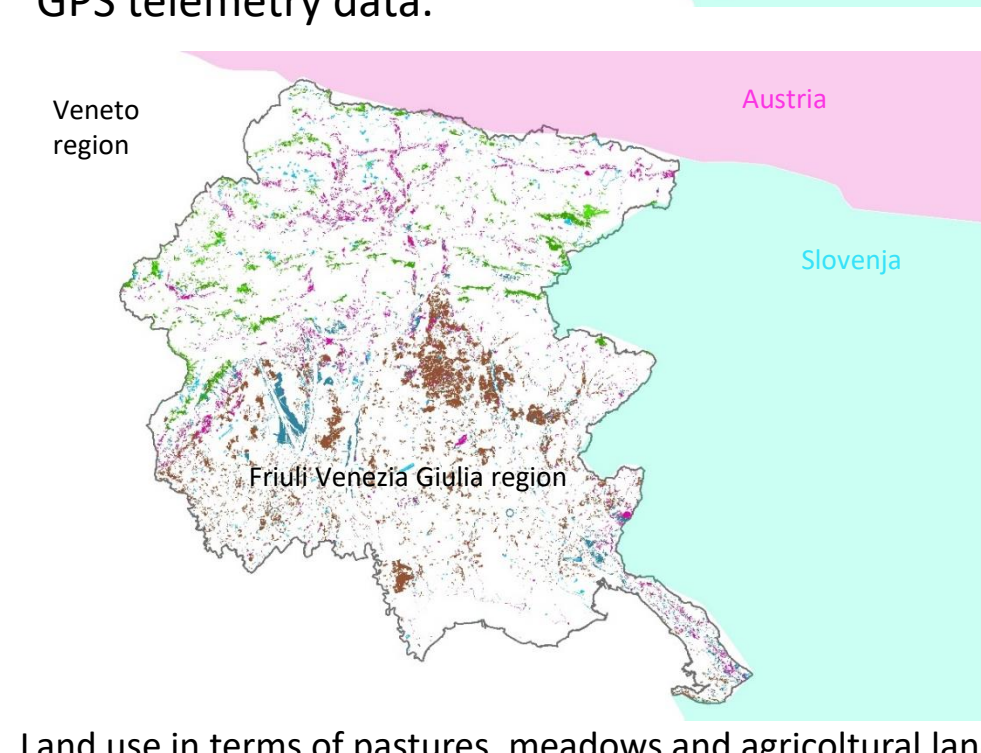 GPS telemetry data.
Veneto
region
Austria
Slovenja
Friuli Venezia Giulia region
Land use in terms of pastures, meadows and agricoltural lan